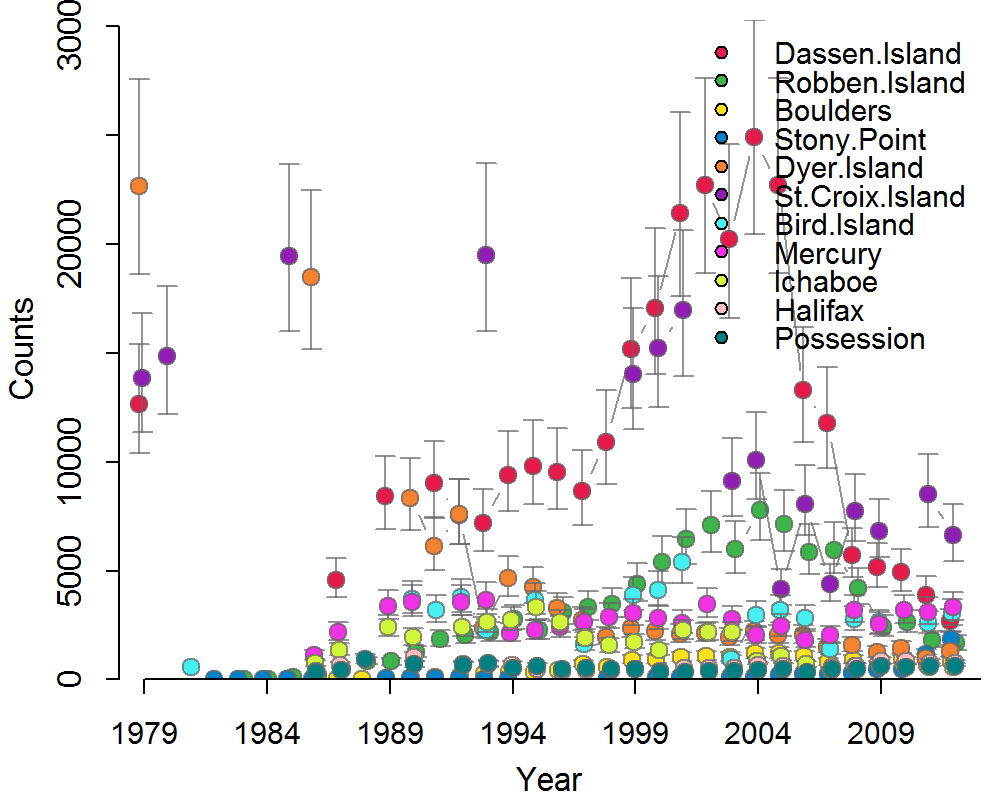 3000
20000
10000
5000
0
Counts
1979
1984
1989
1994
1999
2004
2009
Year
Dassen.Island
Robben.Island
Boulders
Stony.Point
Dyer.Island
St.Croix.Island
Bird.Island
Mercury
Ichaboe
Halifax
Possession